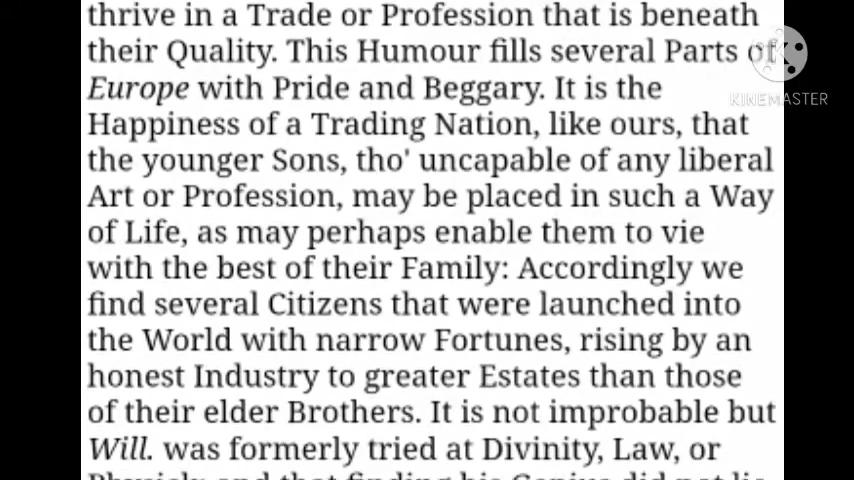 thrive in a Trade or Profession that is beneath
their Quality. This Humour fills several Parts of
Europe with Pride and Beggary. It is the
Happiness of a Trading Nation, like ours, that
the younger Sons, tho' uncapable of any liberal
Art or Profession, may be placed in such a Way
of Life, as may perhaps enable them to vie
with the best of their Family: Accordingly we
find several Citizens that were launched into
the World with narrow Fortunes, rising by an
honest Industry to greater Estates than those
of their elder Brothers. It is not improbable but
Will. was formerly tried at Divinity, Law, or
KINEMASTER